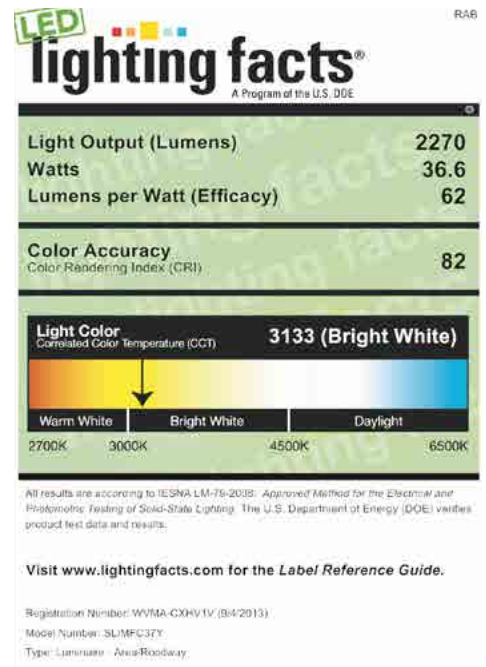 RAB
LED
lighting facts®
A Program of the U.S. DOE
Light Output (Lumens) 2270
Watts 36.6
Lumens per Watt (Efficacy) 62
Color Accuracy
Color Rendering Index (CRI) 82
Light Color
Correlated Color Temperature (CCT) 3133 (Bright White)
Warm White Bright White Daylight
2700K 3000K 4500K 6500K
All results are according to IESNA LM-79-2008: Approved Method for the Electrical and
Photometric Testing of Solid-State Lighting. The U.S. Department of Energy (DOE) verifies
product test data and results.
Visit www.lightingfacts.com for the Label Reference Guide.
Registration Number: WVMA-CXHV1V (9/4/2013)
Model Number: SLIMFC37Y
Type: Luminaire - Area/Roadway